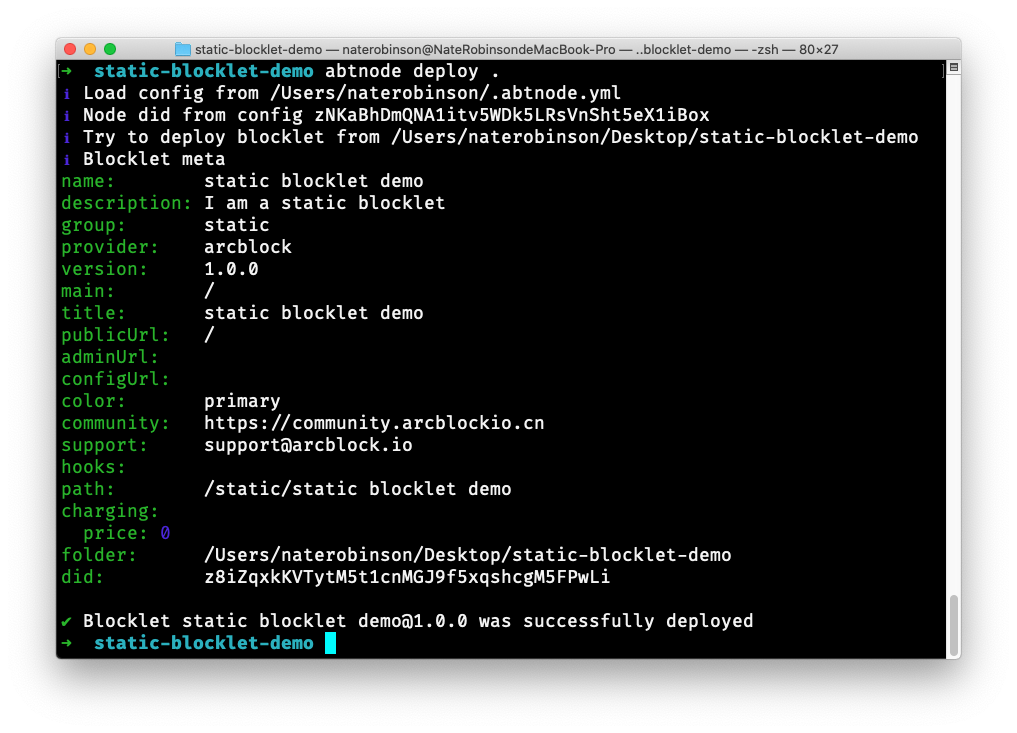 static-blocklet-demo — naterobinson@NateRobinsondeMacBook-Pro — ..blocklet-demo — -zsh — 80×27
[➜  static-blocklet-demo abtnode deploy . ]
ℹ Load config from /Users/naterobinson/.abtnode.yml
ℹ Node did from config zNKaBhDmQNA1itv5WDk5LRsVnSht5eX1iBox
ℹ Try to deploy blocklet from /Users/naterobinson/Desktop/static-blocklet-demo
ℹ Blocklet meta
name:        static blocklet demo
description: I am a static blocklet
group:       static
provider:    arcblock
version:     1.0.0
main:        /
title:       static blocklet demo
publicUrl:   /
adminUrl:
configUrl:
color:       primary
community:   https://community.arcblockio.cn
support:     support@arcblock.io
hooks:
path:        /static/static blocklet demo
charging:
  price: 0
folder:      /Users/naterobinson/Desktop/static-blocklet-demo
did:         z8iZqxkKVTytM5t1cnMGJ9f5xqshcgM5FPwLi
✔ Blocklet static blocklet demo@1.0.0 was successfully deployed
➜  static-blocklet-demo